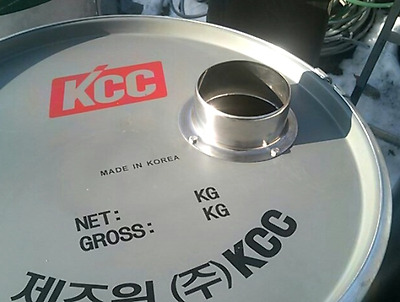 KCC
MADE IN KOREA
NET: KG
GROSS: KG
제조원 (주)KCC